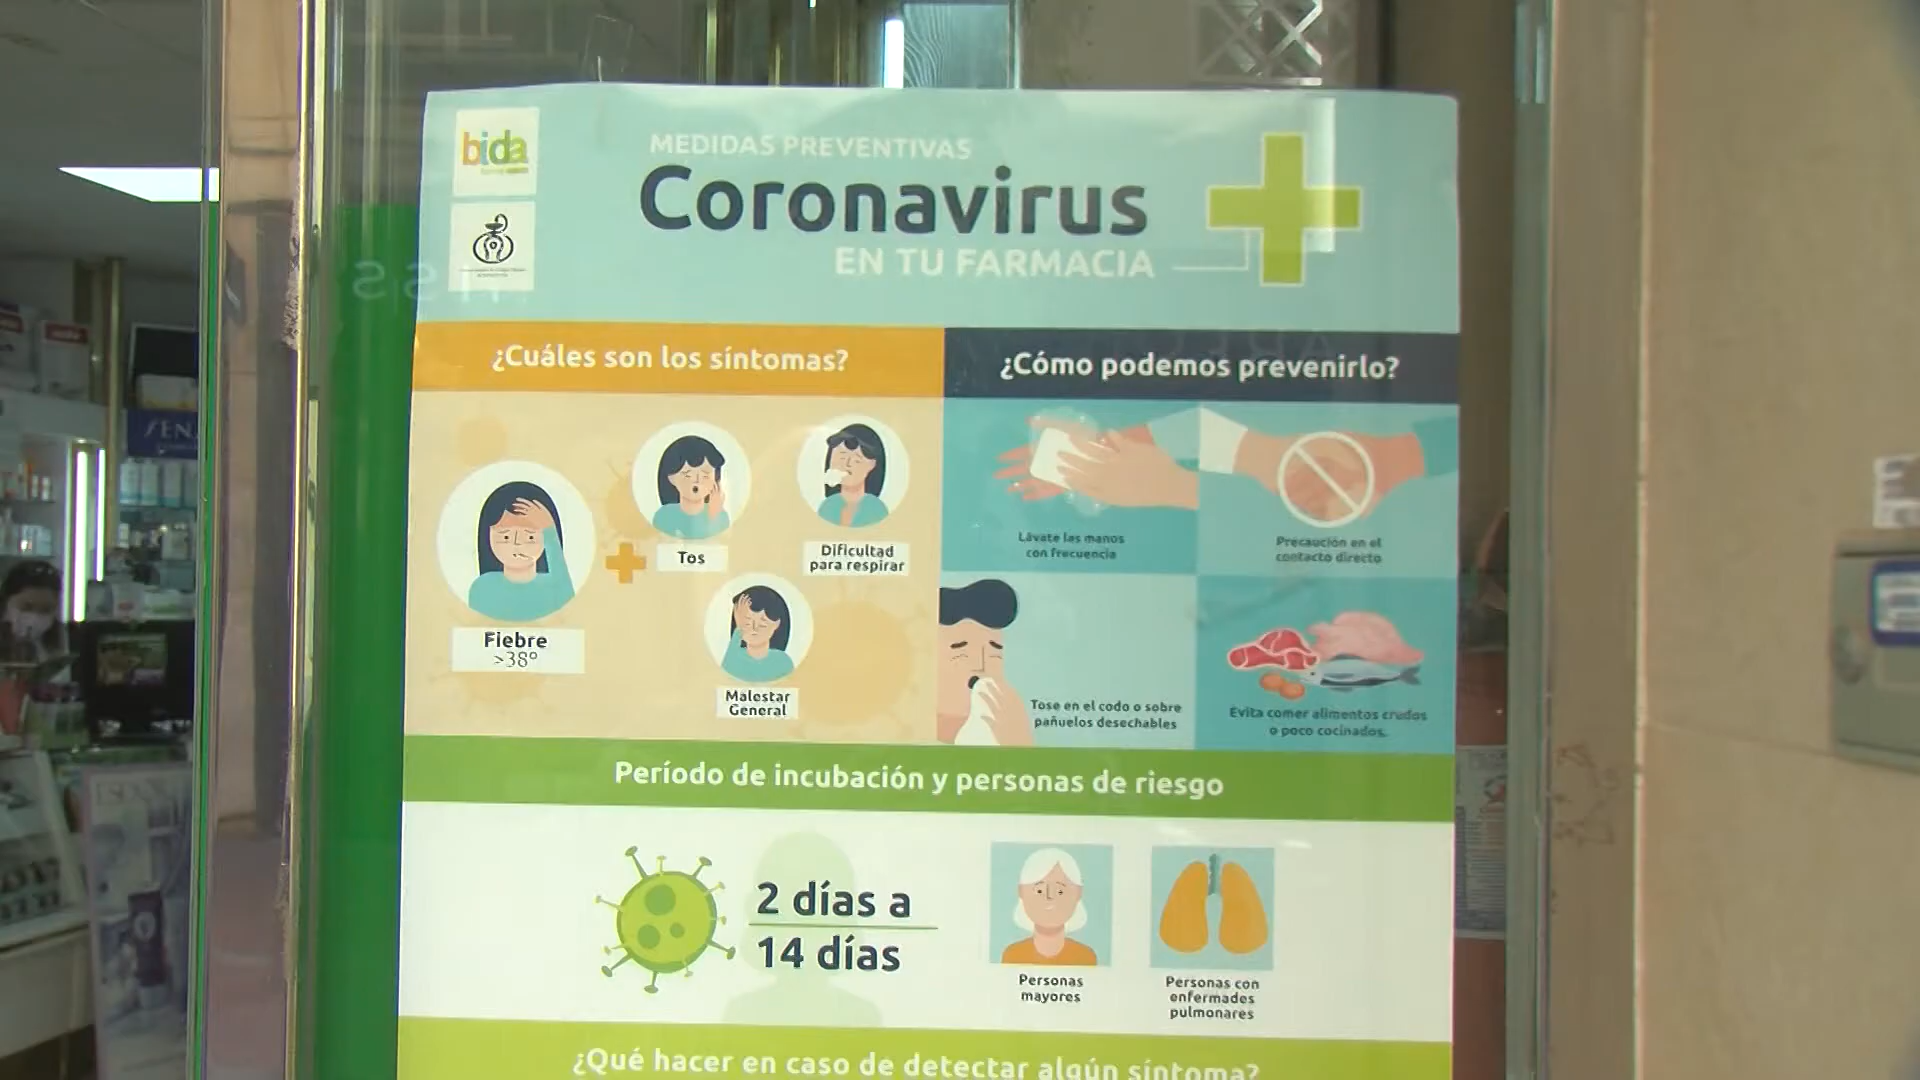 bida
MEDIDAS PREVENTIVAS
Coronavirus
EN TU FARMACIA
¿Cuáles son los síntomas?
¿Cómo podemos prevenirlo?
Fiebre
>38º
Tos
Dificultad
para respirar
Malestar
General
Lávate las manos
con frecuencia
Precaución en el
contacto directo
Tose en el codo o sobre
pañuelos desechables
Evita comer alimentos crudos
o poco cocinados.
Período de incubación y personas de riesgo
2 días a
14 días
Personas
mayores
Personas con
enfermades
pulmonares
¿Qué hacer en caso de detectar algún síntoma?